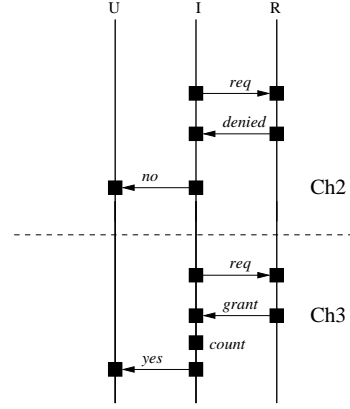 U I R
req
denied
no
Ch2
req
grant
Ch3
count
yes